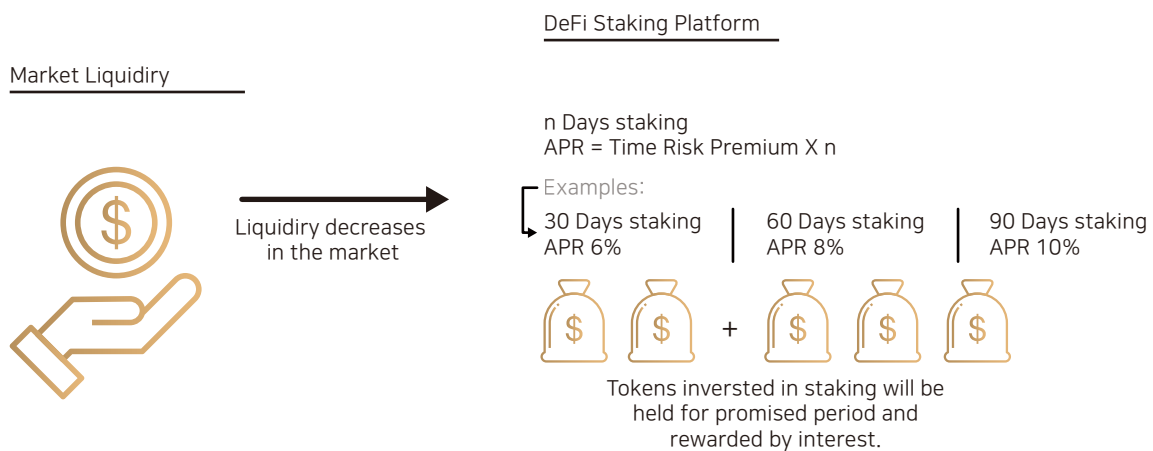 DeFi Staking Platform
Market Liquidiry
n Days staking
APR = Time Risk Premium X n
Examples:
Liquidiry decreases
in the market
30 Days staking
APR 6%
60 Days staking
APR 8%
90 Days staking
APR 10%
$
$
$
+
$
$
$
Tokens inversted in staking will be
held for promised period and
rewarded by interest.